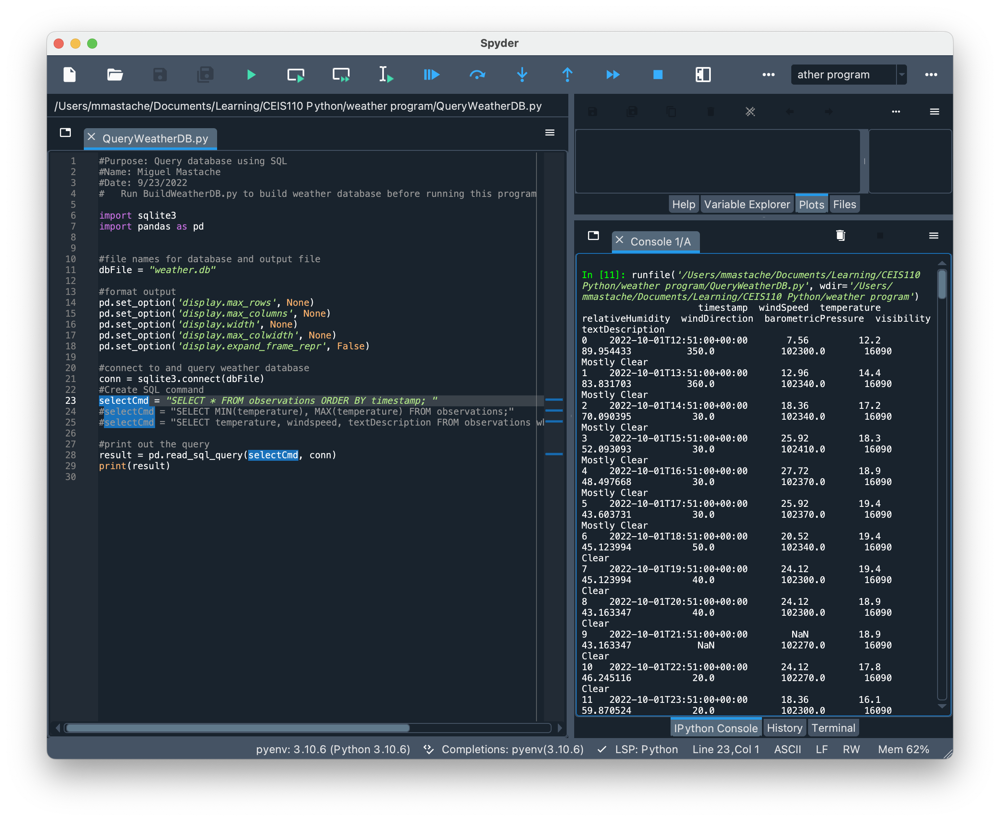 Spyder
ather program
/Users/mmastache/Documents/Learning/CEIS110 Python/weather program/QueryWeatherDB.py
QueryWeatherDB.py
1 #Purpose: Query database using SQL
2 #Name: Miguel Mastache
3 #Date: 9/23/2022
4 #   Run BuildWeatherDB.py to build weather database before running this program
5
6 import sqlite3
7 import pandas as pd
8
9
10 #file names for database and output file
11 dbFile = "weather.db"
12
13 #format output
14 pd.set_option('display.max_rows', None)
15 pd.set_option('display.max_columns', None)
16 pd.set_option('display.width', None)
17 pd.set_option('display.max_colwidth', None)
18 pd.set_option('display.expand_frame_repr', False)
19
20 #connect to and query weather database
21 conn = sqlite3.connect(dbFile)
22 #Create SQL command
23 selectCmd = "SELECT * FROM observations ORDER BY timestamp; "
24 #selectCmd = "SELECT MIN(temperature), MAX(temperature) FROM observations;"
25 #selectCmd = "SELECT temperature, windspeed, textDescription FROM observations
26
27 #print out the query
28 result = pd.read_sql_query(selectCmd, conn)
29 print(result)
30
Help Variable Explorer Plots Files
Console 1/A
In [11]: runfile('/Users/mmastache/Documents/Learning/CEIS110
Python/weather program/QueryWeatherDB.py', wdir='/Users/
mmastache/Documents/Learning/CEIS110 Python/weather program')
timestamp windSpeed temperature
relativeHumidity windDirection barometricPressure visibility
textDescription
0 2022-10-01T12:51:00+00:00 7.56 12.2
89.954433 350.0 102300.0 16090
Mostly Clear
1 2022-10-01T13:51:00+00:00 12.96 14.4
83.831703 360.0 102340.0 16090
Mostly Clear
2 2022-10-01T14:51:00+00:00 18.36 17.2
70.090395 30.0 102340.0 16090
Mostly Clear
3 2022-10-01T15:51:00+00:00 25.92 18.3
52.093093 30.0 102410.0 16090
Mostly Clear
4 2022-10-01T16:51:00+00:00 27.72 18.9
48.497668 30.0 102370.0 16090
Mostly Clear
5 2022-10-01T17:51:00+00:00 25.92 19.4
43.603731 30.0 102370.0 16090
Mostly Clear
6 2022-10-01T18:51:00+00:00 20.52 19.4
45.123994 50.0 102340.0 16090
Clear
7 2022-10-01T19:51:00+00:00 24.12 19.4
45.123994 40.0 102300.0 16090
Clear
8 2022-10-01T20:51:00+00:00 24.12 18.9
43.163347 40.0 102300.0 16090
Clear
9 2022-10-01T21:51:00+00:00 NaN 18.9
43.163347 NaN 102270.0 16090
Clear
10 2022-10-01T22:51:00+00:00 24.12 17.8
46.245116 20.0 102270.0 16090
Clear
11 2022-10-01T23:51:00+00:00 18.36 16.1
59.870524 20.0 102300.0 16090
IPython Console History Terminal
pyenv: 3.10.6 (Python 3.10.6) Completions: pyenv(3.10.6) LSP: Python Line 23,Col 1 ASCII LF RW Mem 62%